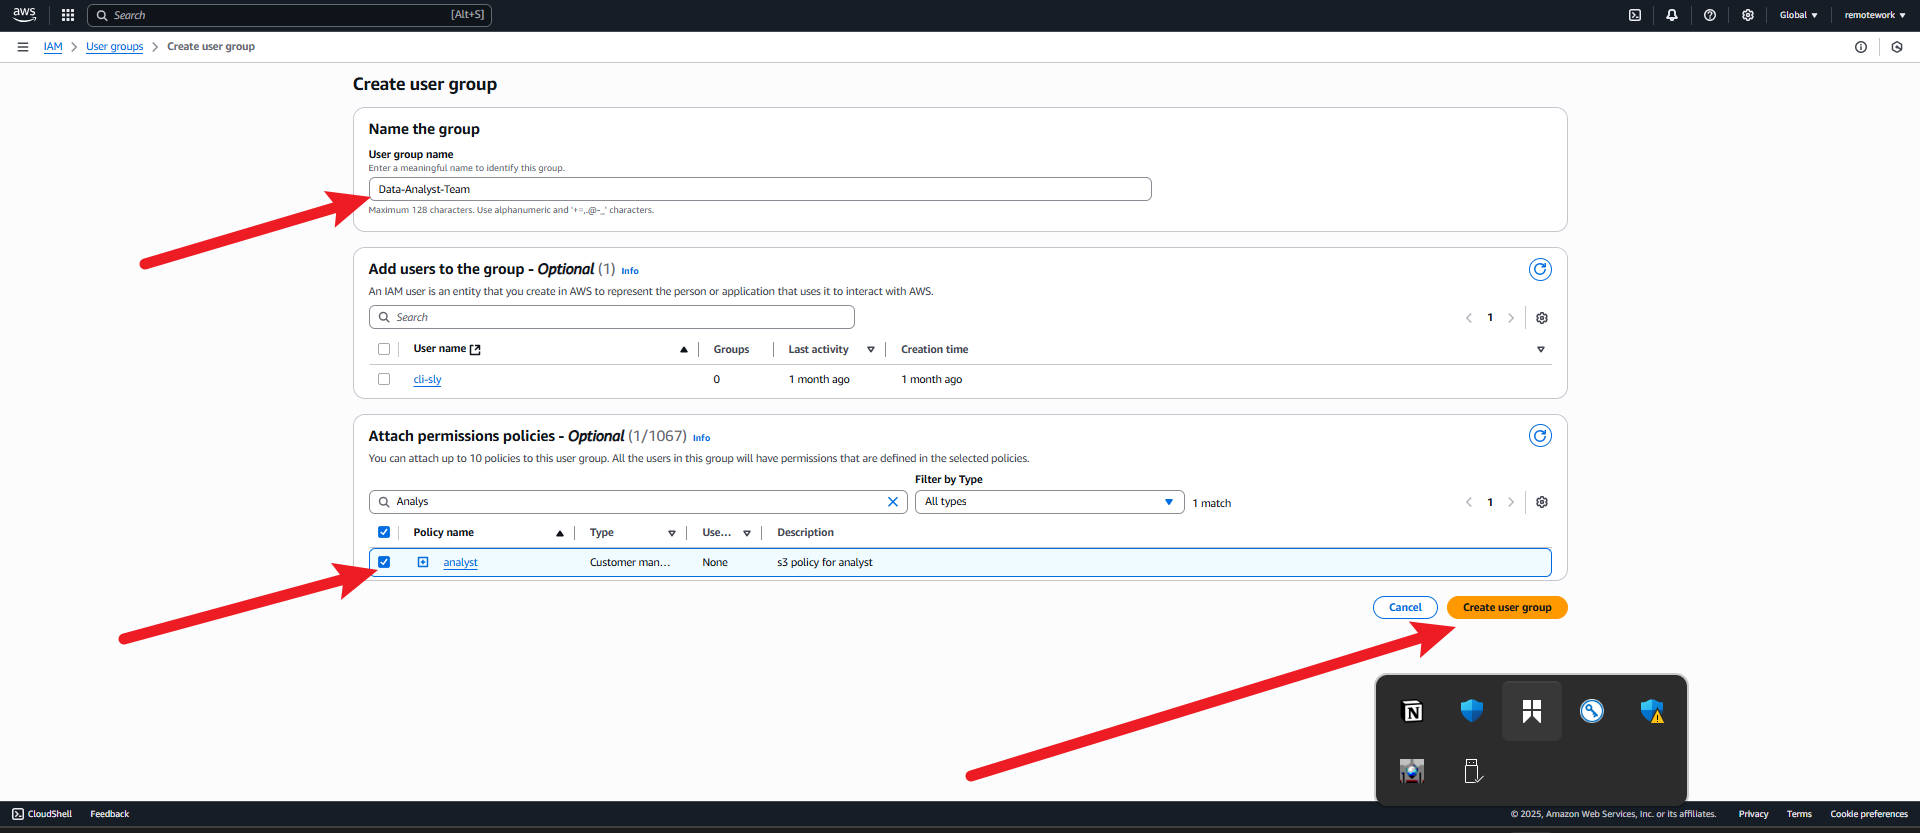 aws Search [Alt+S] Global remotework
IAM User groups Create user group
Create user group
Name the group
User group name
Enter a meaningful name to identify this group.
Data-Analyst-Team
Maximum 128 characters. Use alphanumeric and '+=,.@-_' characters.
Add users to the group - Optional (1) Info
An IAM user is an entity that you create in AWS to represent the person or application that uses it to interact with AWS.
Search 1
User name Groups Last activity Creation time
cli-sly 0 1 month ago 1 month ago
Attach permissions policies - Optional (1/1067) Info
You can attach up to 10 policies to this user group. All the users in this group will have permissions that are defined in the selected policies.
Filter by Type
Analys All types 1 match 1
Policy name Type Use... Description
analyst Customer man... None s3 policy for analyst
Cancel Create user group
N
CloudShell Feedback © 2025, Amazon Web Services, Inc. or its affiliates. Privacy Terms Cookie preferences